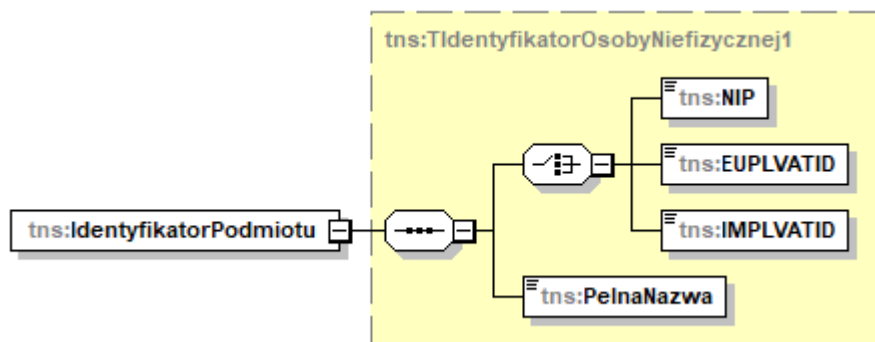 tns:TIdentyfikatorOsobyNiefizycznej1
tns:NIP
tns:EUPLVATID
tns:IMPLVATID
tns:IdentyfikatorPodmiotu
tns:PelnaNazwa